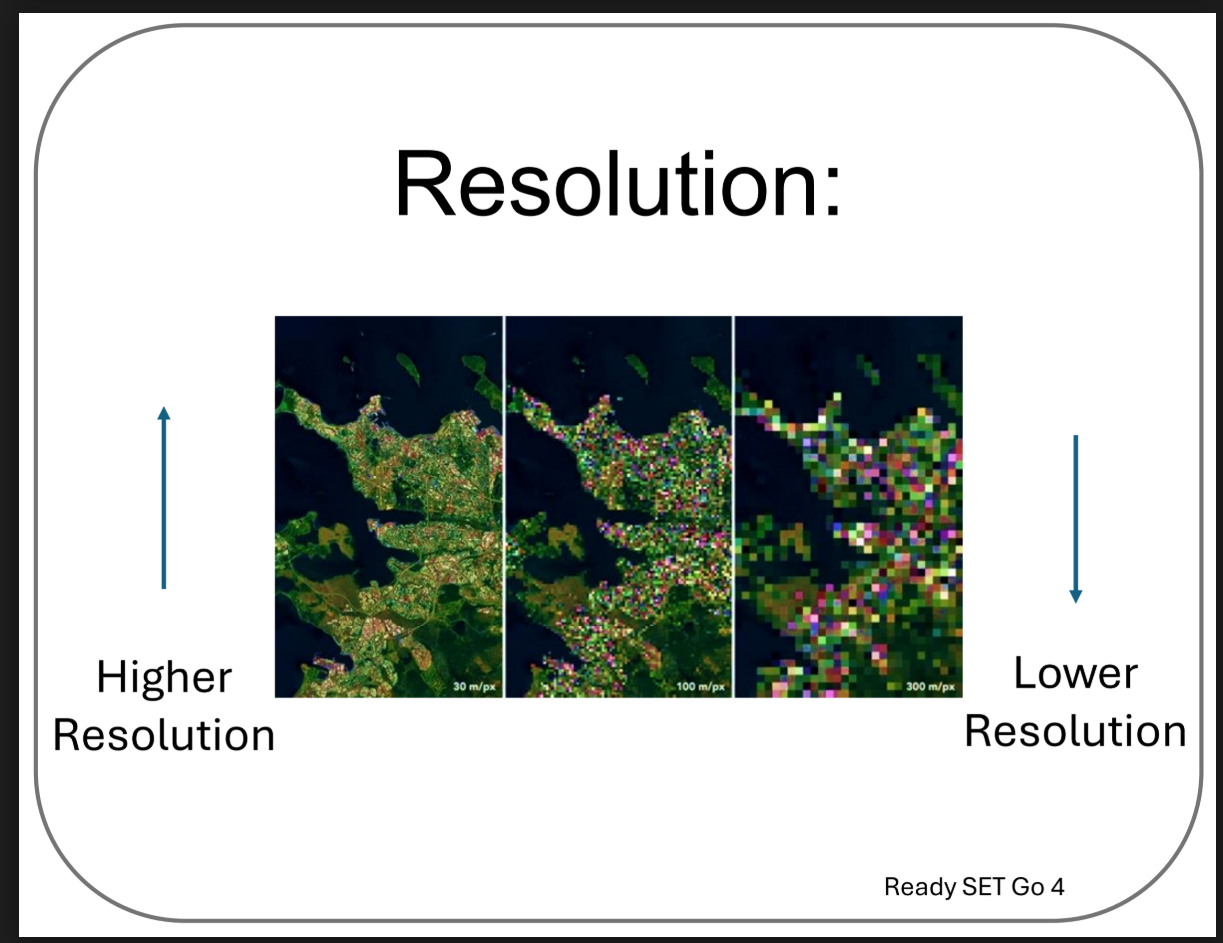 Resolution:
30 m/px
100 m/px
300 m/px
Higher
Resolution
Lower
Resolution
Ready SET Go 4